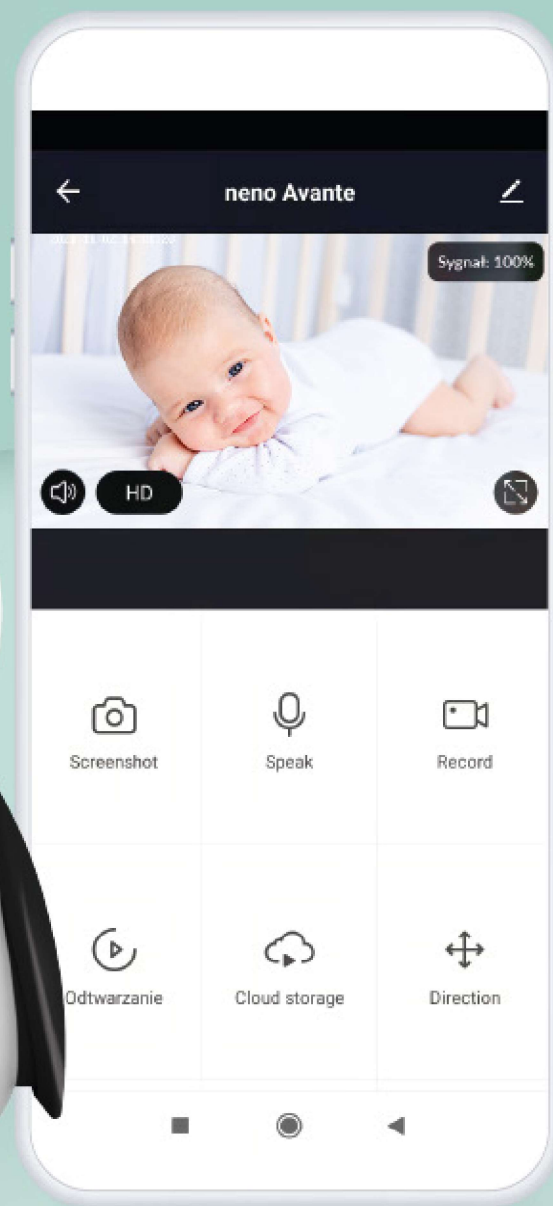 neno Avante
Sygnał: 100%
HD
Screenshot
Speak
Record
Odtwarzanie
Cloud storage
Direction